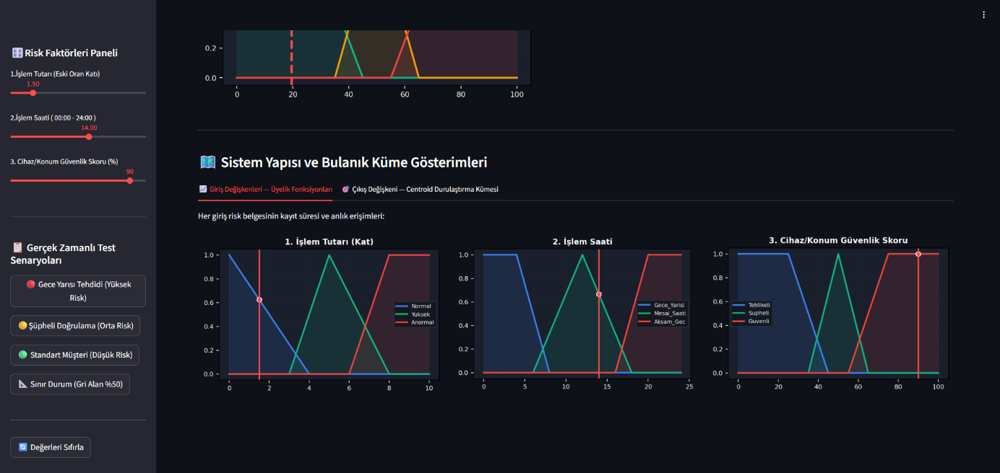 Risk Faktörleri Paneli
1.İşlem Tutarı (Eski Oran Katı)
1.50
2.İşlem Saati ( 00:00 - 24:00 )
14.00
3. Cihaz/Konum Güvenlik Skoru (%)
90
Gerçek Zamanlı Test
Senaryoları
Gece Yarısı Tehdidi (Yüksek
Risk)
Şüpheli Doğrulama (Orta Risk)
Standart Müşteri (Düşük Risk)
Sınır Durum (Gri Alan %50)
Değerleri Sıfırla
0.2
0.0
0 20 40 60 80 100
Sistem Yapısı ve Bulanık Küme Gösterimleri
Giriş Değişkenleri — Üyelik Fonksiyonları
Çıkış Değişkeni — Centroid Durulaştırma Kümesi
Her giriş risk belgesinin kayıt süresi ve anlık erişimleri:
1. İşlem Tutarı (Kat)
1.0
0.8
0.6
0.4
0.2
0.0
0 2 4 6 8 10
Normal
Yuksek
Anormal
2. İşlem Saati
1.0
0.8
0.6
0.4
0.2
0.0
0 5 10 15 20 25
Gece_Yarisi
Mesai_Saati
Aksam_Gec
3. Cihaz/Konum Güvenlik Skoru
1.0
0.8
0.6
0.4
0.2
0.0
0 20 40 60 80 100
Tehlikeli
Supheli
Guvenli